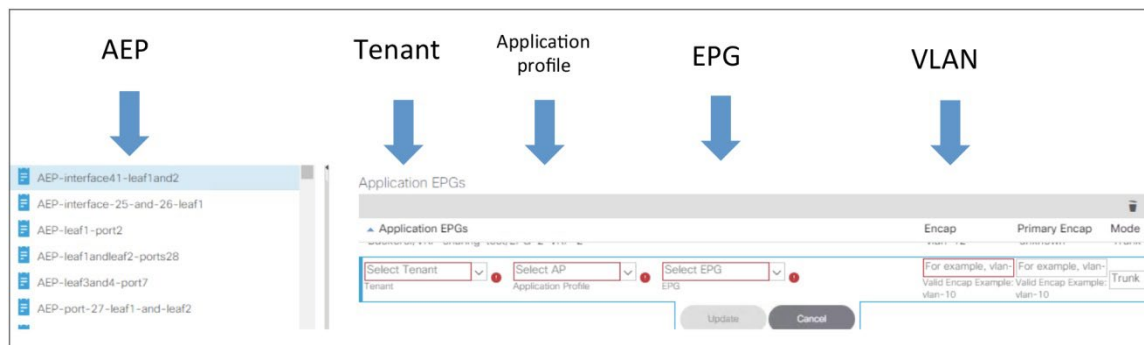 AEP
Tenant
Application
profile
EPG
VLAN
AEP-interface41-leaf1and2
AEP-interface-25-and-26-leaf1
AEP-leaf1-port2
AEP-leaf1andleaf2-ports28
AEP-leaf3and4-port7
AEP-port-27-leaf1-and-leaf2
Application EPGs
Application EPGs Encap Primary Encap Mode
Select Tenant Select AP Select EPG For example, vlan- For example, vlan- Trunk
Tenant Application Profile EPG Valid Encap Example: Valid Encap Example:
vlan-10 vlan-10
Update Cancel